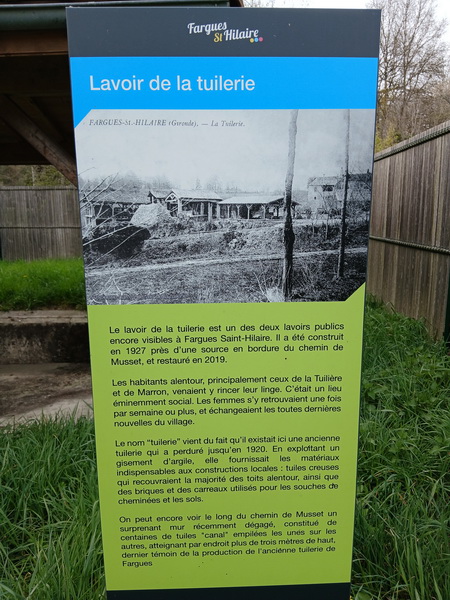 Fargues
St Hilaire
Lavoir de la tuilerie
FARGUES-St-HILAIRE (Gironde). — La Tuilerie.
Le lavoir de la tuilerie est un des deux lavoirs publics
encore visibles à Fargues Saint-Hilaire. Il a été construit
en 1927 près d'une source en bordure du chemin de
Musset, et restauré en 2019.
Les habitants alentour, principalement ceux de la Tuilière
et de Marron, venaient y rincer leur linge. C'était un lieu
éminemment social. Les femmes s'y retrouvaient une fois
par semaine ou plus, et échangeaient les toutes dernières
nouvelles du village.
Le nom "tuilerie" vient du fait qu'il existait ici une ancienne
tuilerie qui a perduré jusqu'en 1920. En exploittant un
gisement d'argile, elle fournissait les matériaux
indispensables aux constructions locales : tuiles creuses
qui recouvraient la majorité des toits alentour, ainsi que
des briques et des carreaux utilisés pour les souches de
cheminées et les sols.
On peut encore voir le long du chemin de Musset un
surprenant mur récemment dégagé, constitué de
centaines de tuiles "canal" empilées les unes sur les
autres, atteignant par endroit plus de trois mètres de haut,
dernier témoin de la production de l'anciènne tuilerie de
Fargues